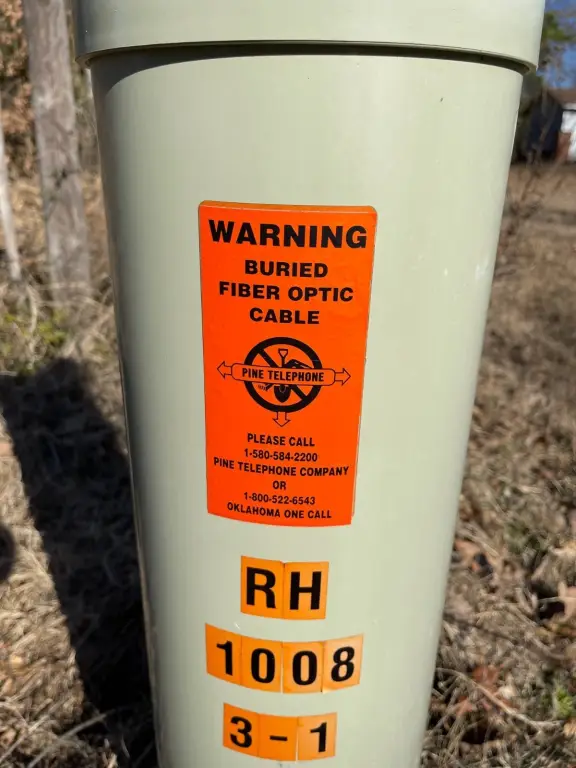 WARNING
BURIED
FIBER OPTIC
CABLE
PINE TELEPHONE
PLEASE CALL
1-580-584-2200
PINE TELEPHONE COMPANY
OR
1-800-522-6543
OKLAHOMA ONE CALL
RH
1008
3-1